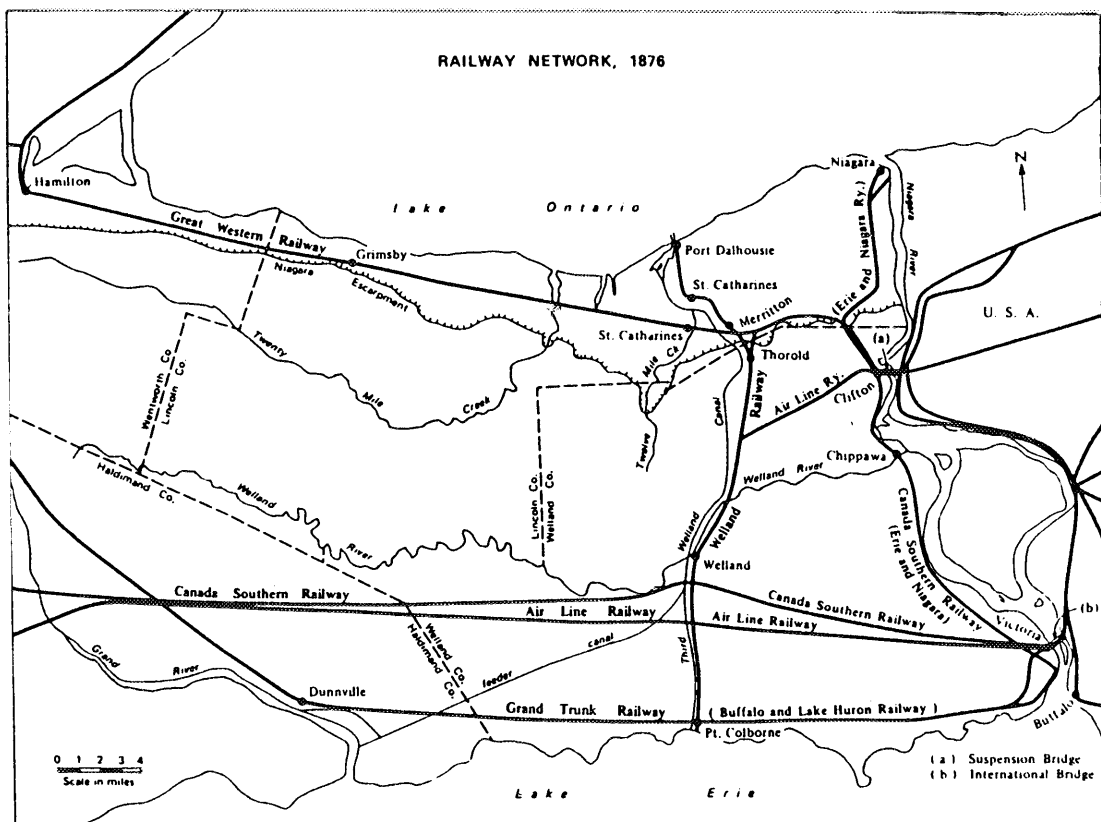 RAILWAY NETWORK, 1876
Hamilton
Great Western Railway
Niagara Escarpment
Grimsby
Lake Ontario
Niagara
Niagara River
N
(Erie and Niagara Ry.)
Port Dalhousie
St. Catharines
Merritton
St. Catharines
Thorold
(a)
U. S. A.
Twenty Mile Creek
Twelve Mile Ck
Wentworth Co.
Lincoln Co.
Air Line Ry.
Clifton
Chippawa
Welland River
Haldimand Co.
Welland River
Lincoln Co.
Welland Co.
Welland Railway
Third Welland Canal
Welland
Canada Southern Railway
(Erie and Niagara)
Canada Southern Railway
Air Line Railway
Canada Southern Railway
Air Line Railway
Victoria
(b)
Welland Co.
Haldimand Co.
feeder canal
Grand River
Dunnville
Grand Trunk Railway
(Buffalo and Lake Huron Railway)
Pt. Colborne
Buffalo
0 1 2 3 4
Scale in miles
Lake Erie
(a) Suspension Bridge
(b) International Bridge